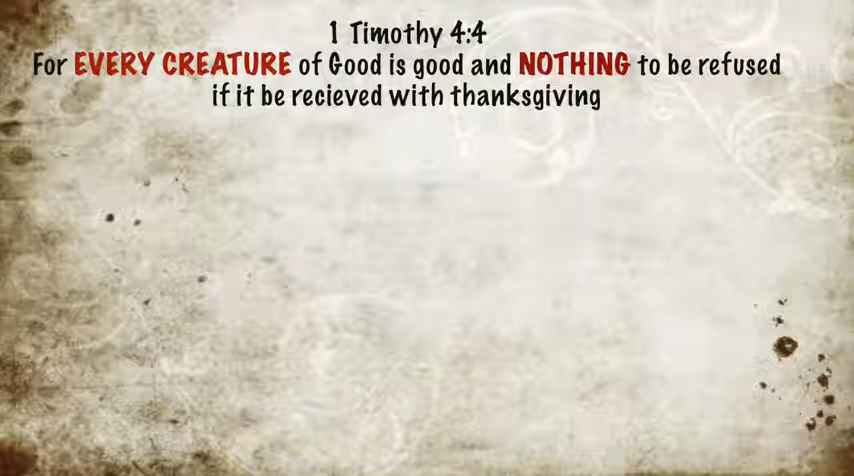 1 Timothy 4:4
For EVERY CREATURE of Good is good and NOTHING to be refused
if it be recieved with thanksgiving